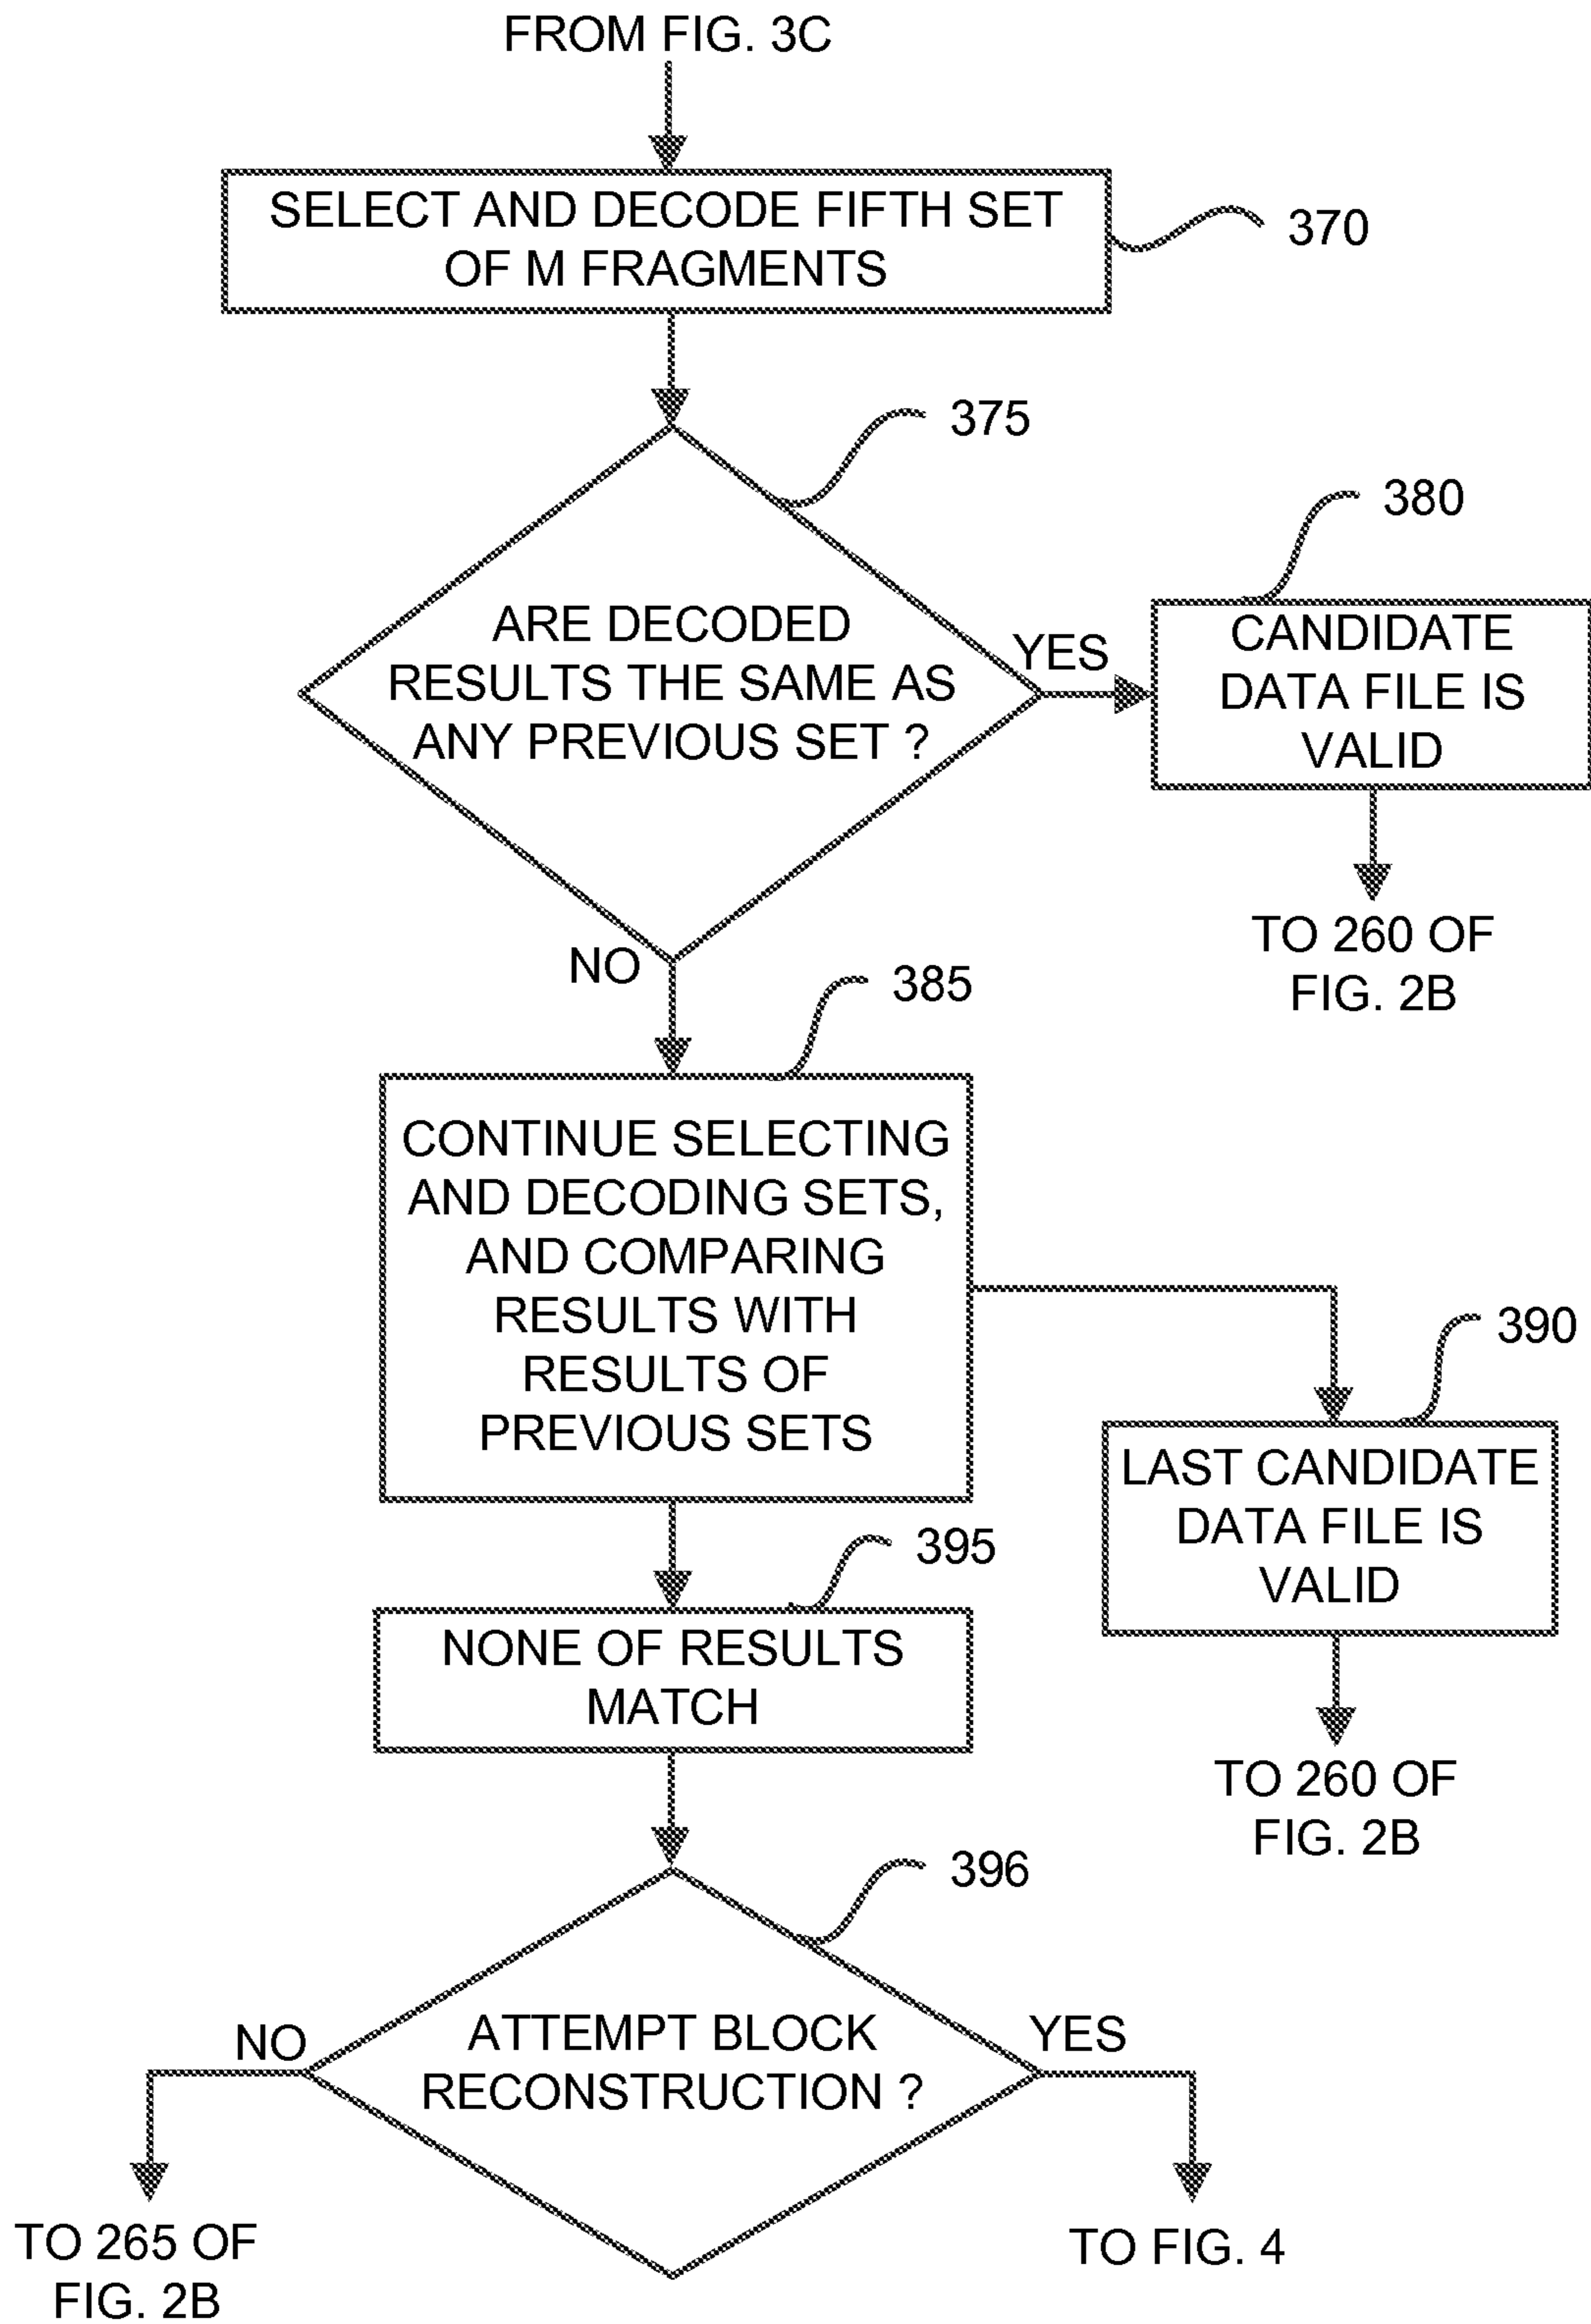 FROM FIG. 3C
SELECT AND DECODE FIFTH SET
OF M FRAGMENTS
370
375
ARE DECODED
RESULTS THE SAME AS
ANY PREVIOUS SET ?
YES
380
CANDIDATE
DATA FILE IS
VALID
TO 260 OF
FIG. 2B
NO
385
CONTINUE SELECTING
AND DECODING SETS,
AND COMPARING
RESULTS WITH
RESULTS OF
PREVIOUS SETS
390
LAST CANDIDATE
DATA FILE IS
VALID
TO 260 OF
FIG. 2B
395
NONE OF RESULTS
MATCH
396
ATTEMPT BLOCK
RECONSTRUCTION ?
NO
YES
TO 265 OF
FIG. 2B
TO FIG. 4